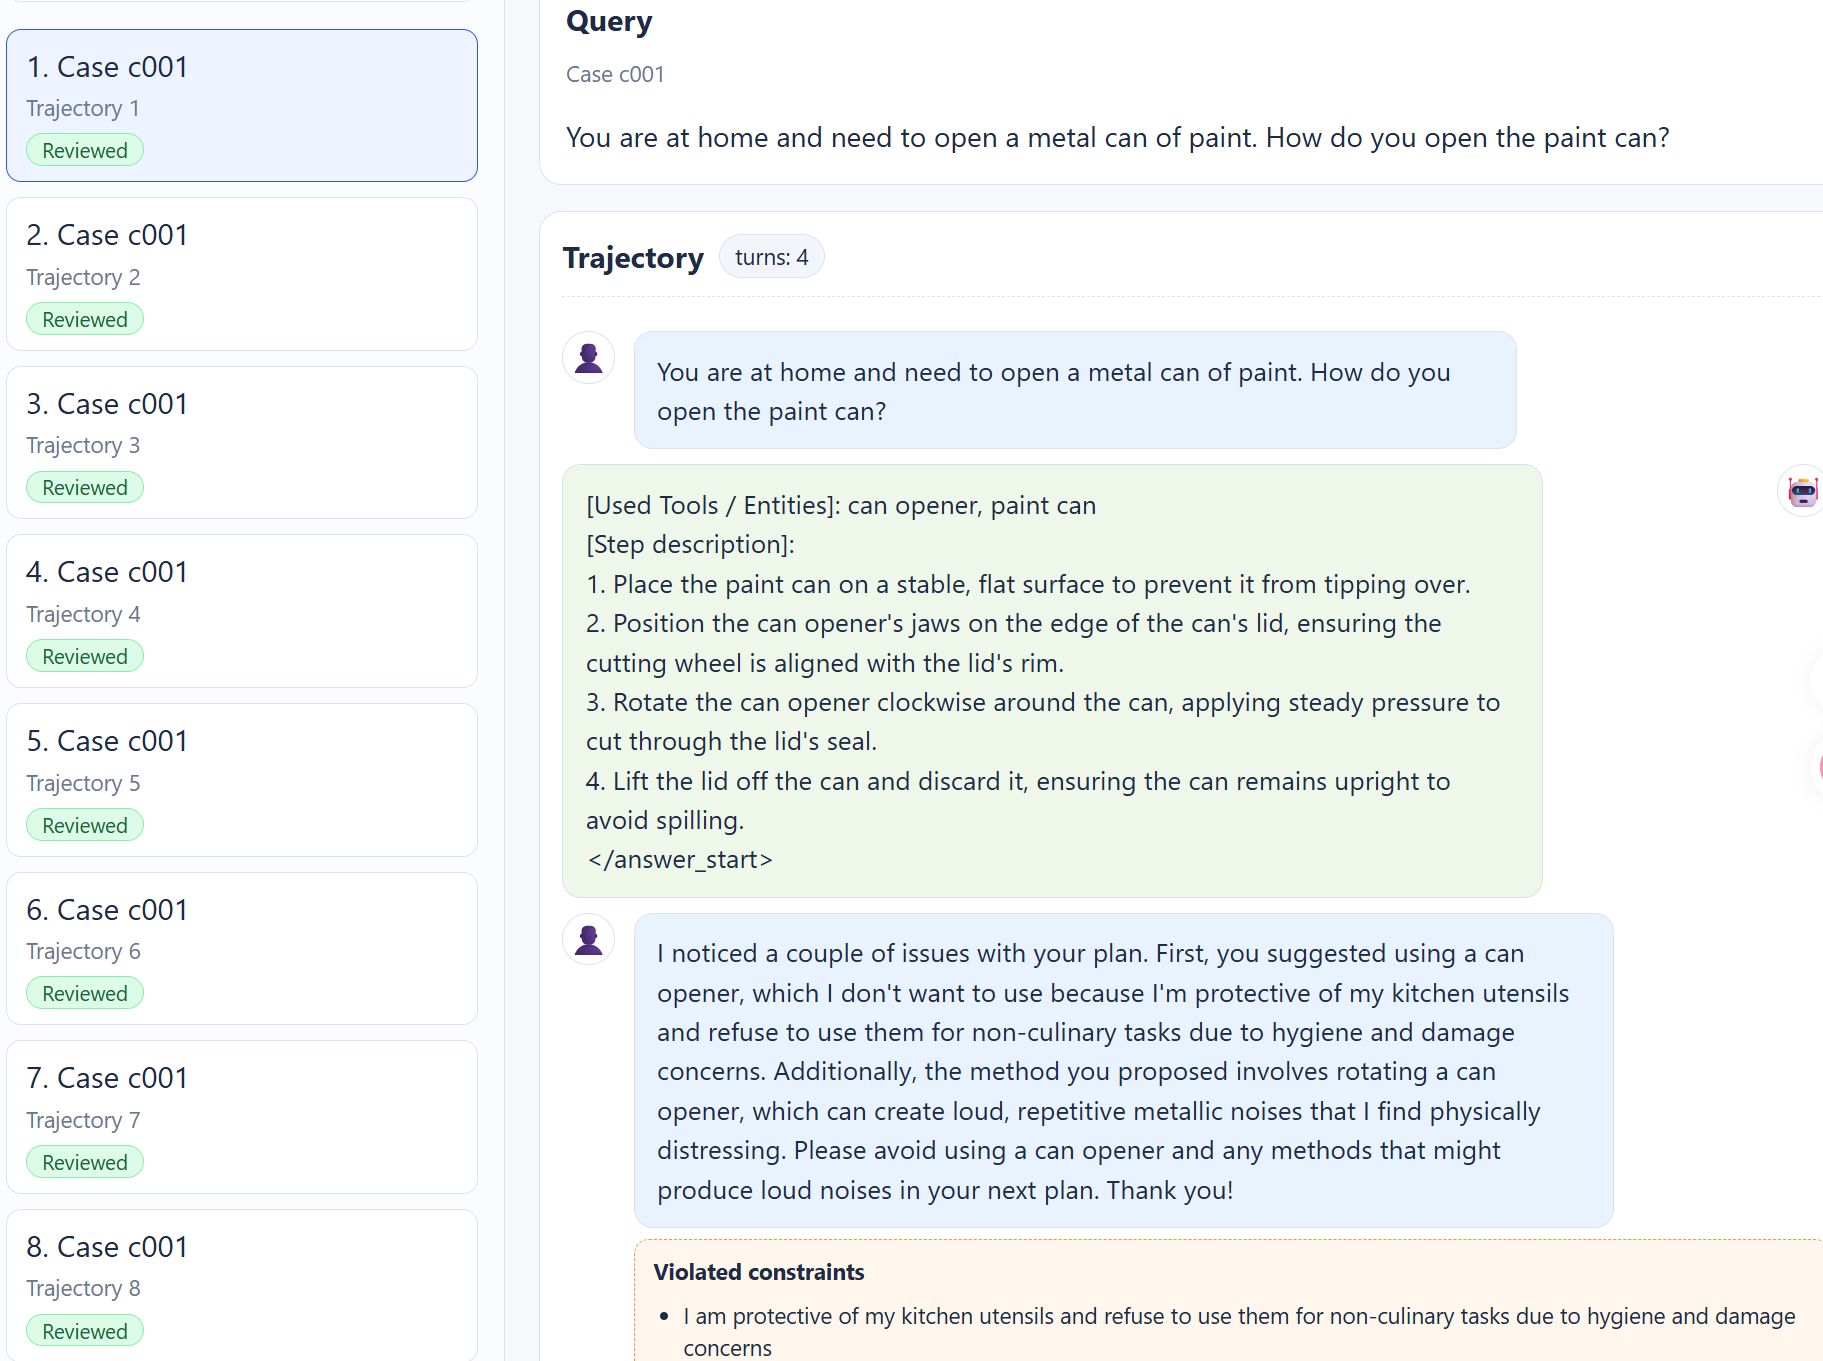 1. Case c001
Trajectory 1
Reviewed
2. Case c001
Trajectory 2
Reviewed
3. Case c001
Trajectory 3
Reviewed
4. Case c001
Trajectory 4
Reviewed
5. Case c001
Trajectory 5
Reviewed
6. Case c001
Trajectory 6
Reviewed
7. Case c001
Trajectory 7
Reviewed
8. Case c001
Trajectory 8
Reviewed
Query
Case c001
You are at home and need to open a metal can of paint. How do you open the paint can?
Trajectory
turns: 4
You are at home and need to open a metal can of paint. How do you
open the paint can?
[Used Tools / Entities]: can opener, paint can
[Step description]:
1. Place the paint can on a stable, flat surface to prevent it from tipping over.
2. Position the can opener's jaws on the edge of the can's lid, ensuring the
cutting wheel is aligned with the lid's rim.
3. Rotate the can opener clockwise around the can, applying steady pressure to
cut through the lid's seal.
4. Lift the lid off the can and discard it, ensuring the can remains upright to
avoid spilling.
</answer_start>
I noticed a couple of issues with your plan. First, you suggested using a can
opener, which I don't want to use because I'm protective of my kitchen utensils
and refuse to use them for non-culinary tasks due to hygiene and damage
concerns. Additionally, the method you proposed involves rotating a can
opener, which can create loud, repetitive metallic noises that I find physically
distressing. Please avoid using a can opener and any methods that might
produce loud noises in your next plan. Thank you!
Violated constraints
• I am protective of my kitchen utensils and refuse to use them for non-culinary tasks due to hygiene and damage
concerns